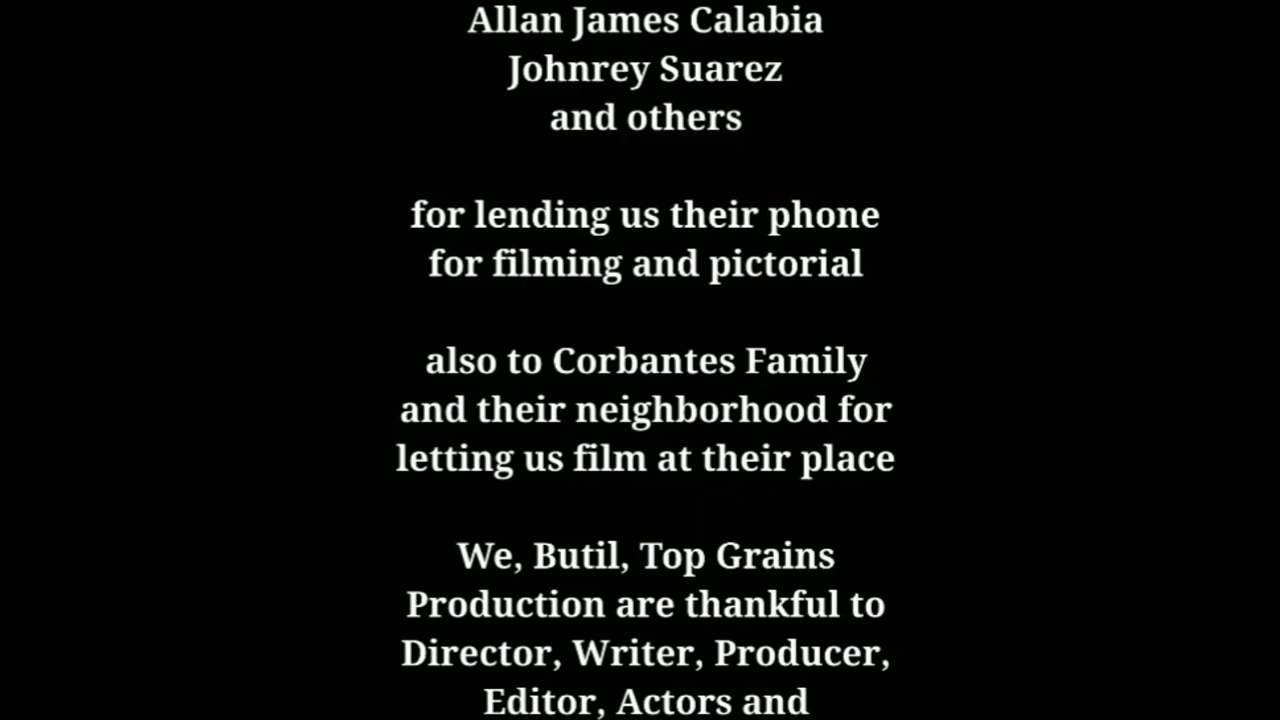 Allan James Calabia
Johnrey Suarez
and others
for lending us their phone
for filming and pictorial
also to Corbantes Family
and their neighborhood for
letting us film at their place
We, Butil, Top Grains
Production are thankful to
Director, Writer, Producer,
Editor, Actors and